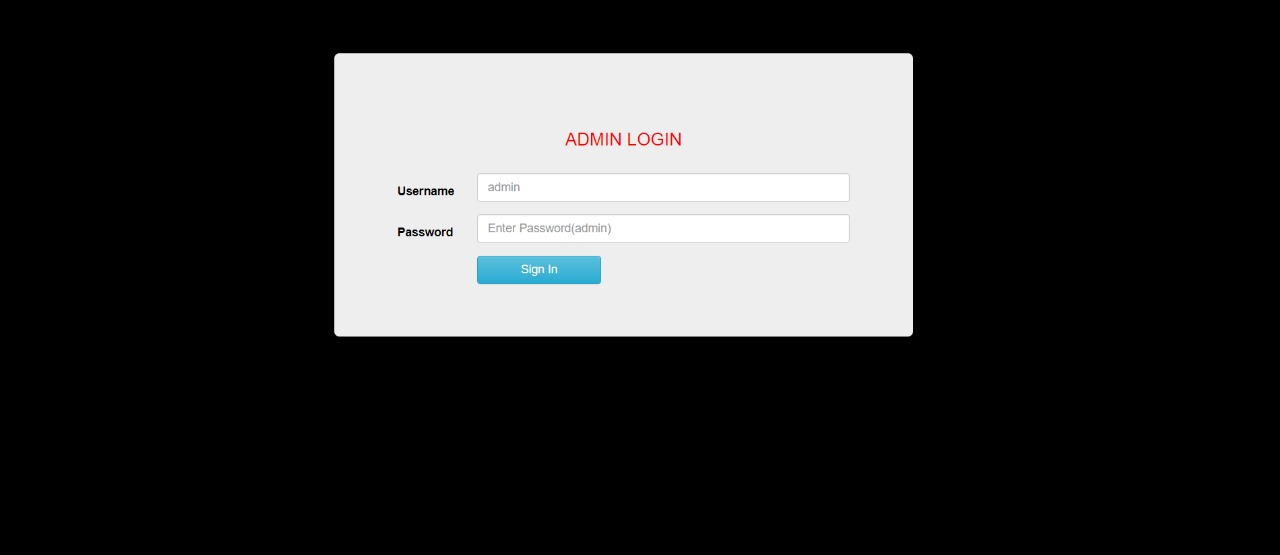 ADMIN LOGIN
Username admin
Password Enter Password(admin)
Sign In